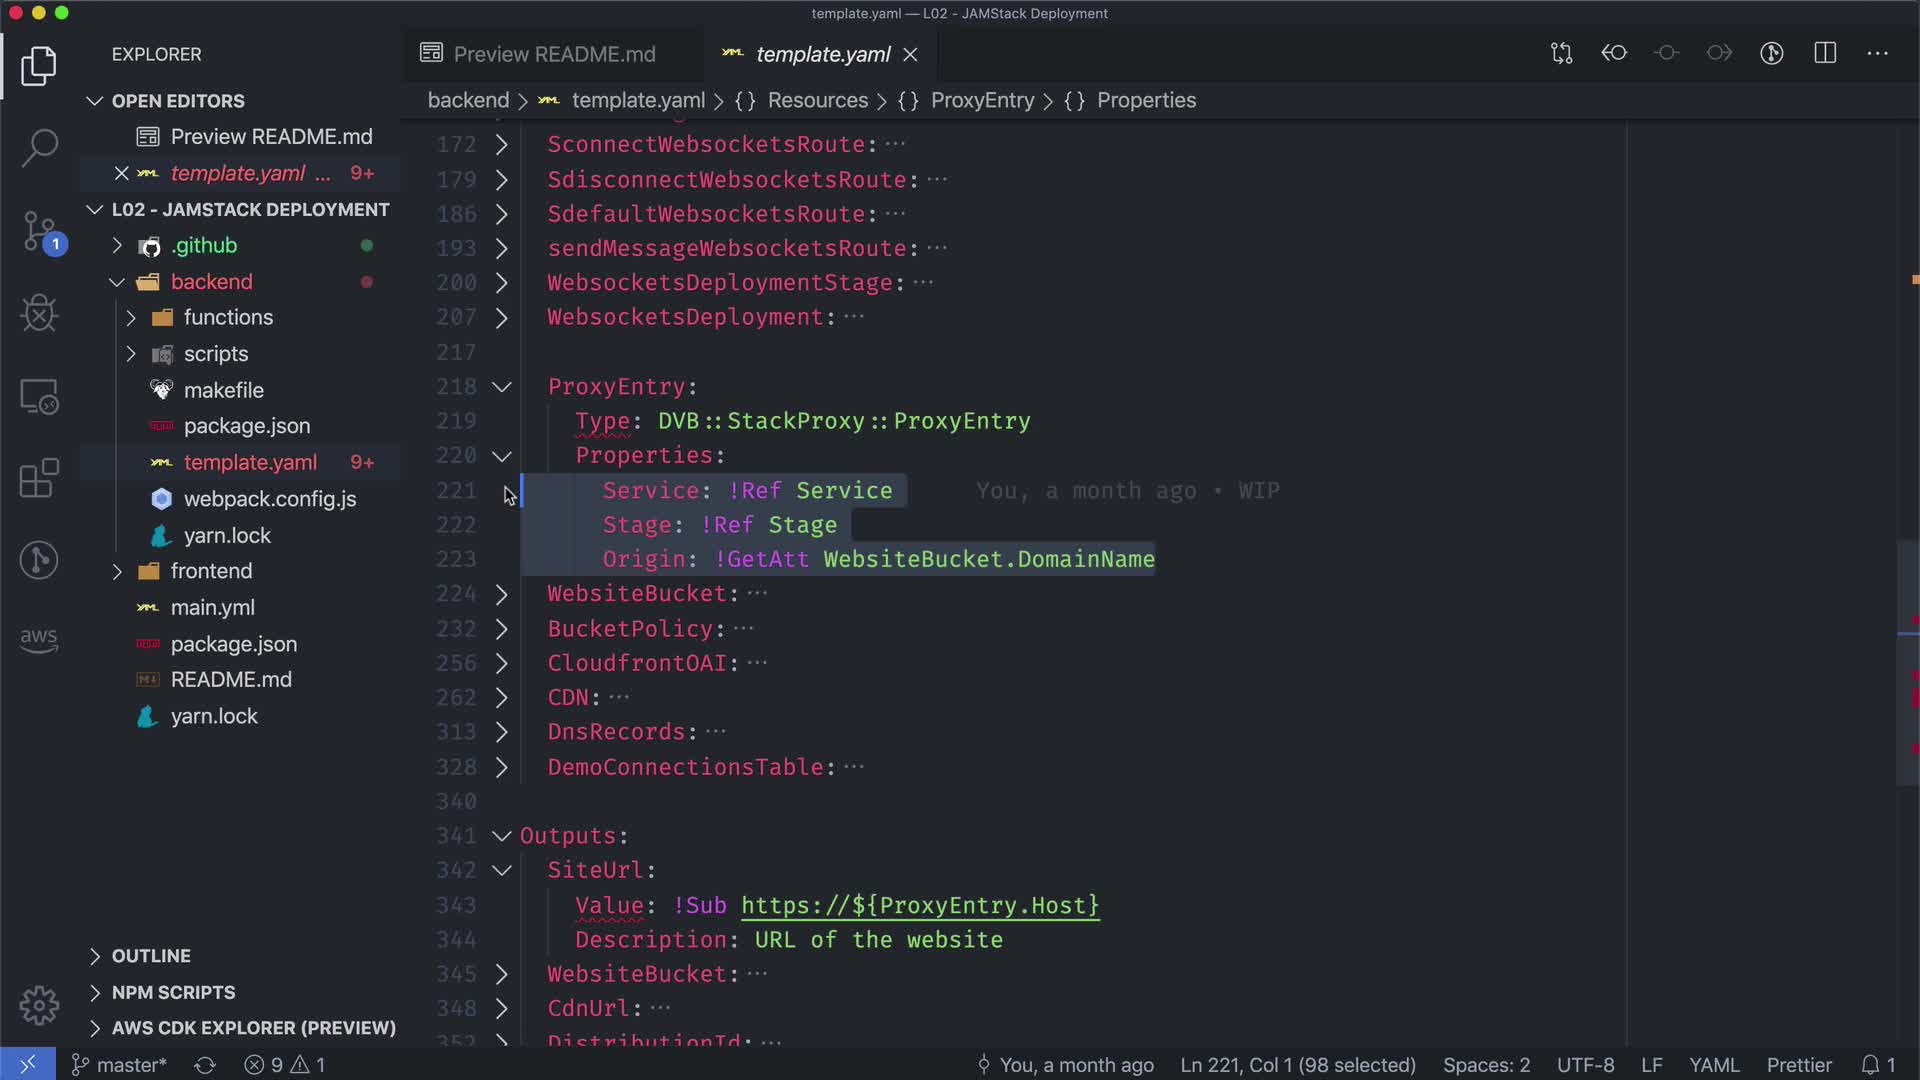 template.yaml — L02 - JAMStack Deployment
EXPLORER
OPEN EDITORS
Preview README.md
template.yaml ... 9+
L02 - JAMSTACK DEPLOYMENT
.github
backend
functions
scripts
makefile
package.json
template.yaml 9+
webpack.config.js
yarn.lock
frontend
main.yml
package.json
README.md
yarn.lock
OUTLINE
NPM SCRIPTS
AWS CDK EXPLORER (PREVIEW)
1
aws
Preview README.md
template.yaml
backend > template.yaml > {} Resources > {} ProxyEntry > {} Properties
172 SconnectWebsocketsRoute: ...
179 SdisconnectWebsocketsRoute: ...
186 SdefaultWebsocketsRoute: ...
193 sendMessageWebsocketsRoute: ...
200 WebsocketsDeploymentStage: ...
207 WebsocketsDeployment: ...
217
218 ProxyEntry:
219 Type: DVB::StackProxy::ProxyEntry
220 Properties:
221 Service: !Ref Service You, a month ago • WIP
222 Stage: !Ref Stage
223 Origin: !GetAtt WebsiteBucket.DomainName
224 WebsiteBucket: ...
232 BucketPolicy: ...
256 CloudfrontOAI: ...
262 CDN: ...
313 DnsRecords: ...
328 DemoConnectionsTable: ...
340
341 Outputs:
342 SiteUrl:
343 Value: !Sub https://${ProxyEntry.Host}
344 Description: URL of the website
345 WebsiteBucket: ...
348 CdnUrl: ...
352 DistributionId: ...
master* 9 1 You, a month ago Ln 221, Col 1 (98 selected) Spaces: 2 UTF-8 LF YAML Prettier 1